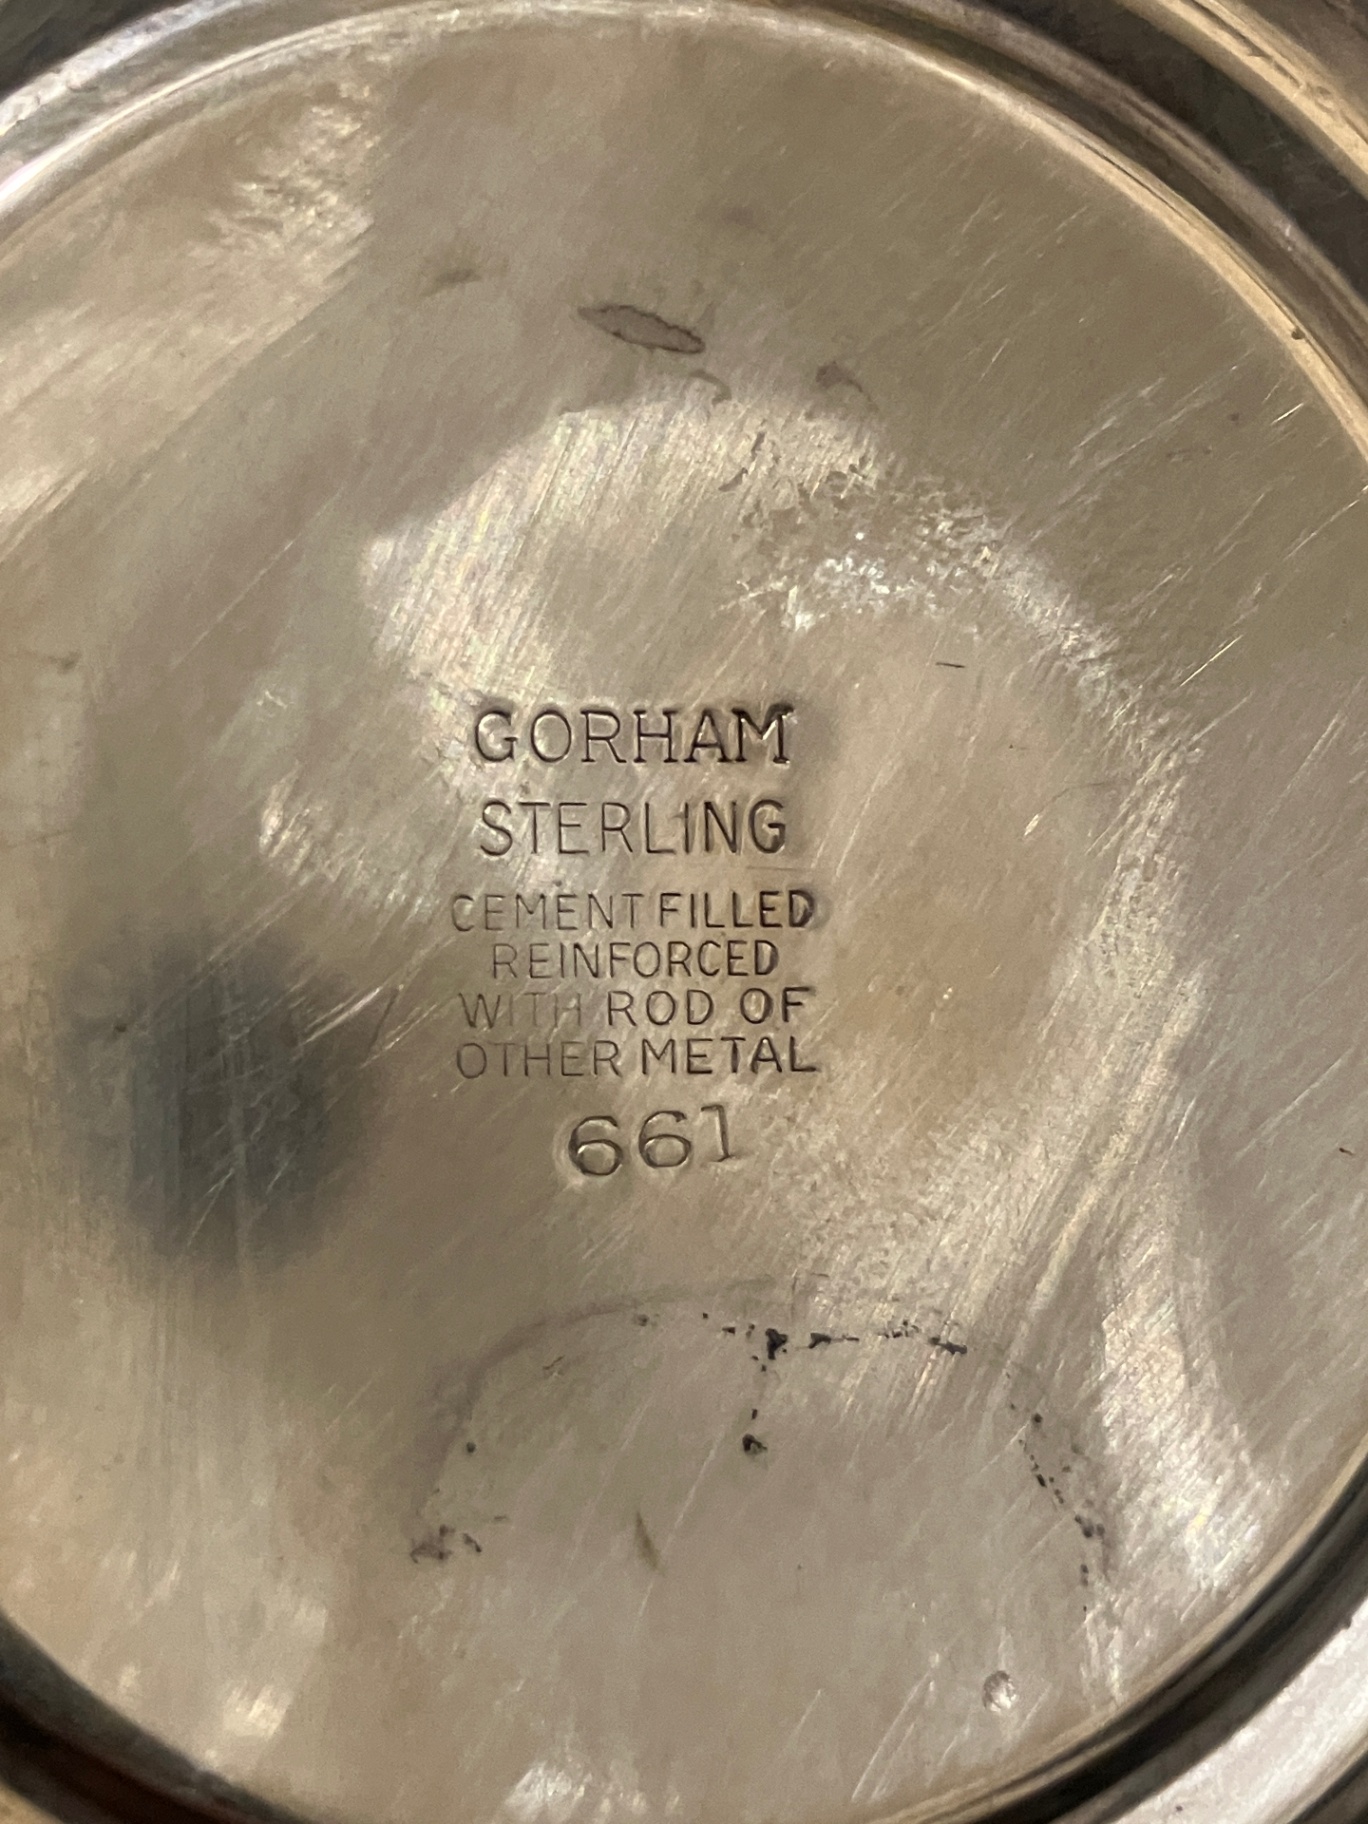 GORHAM
STERLING
CEMENT FILLED
REINFORCED
WITH ROD OF
OTHER METAL
661